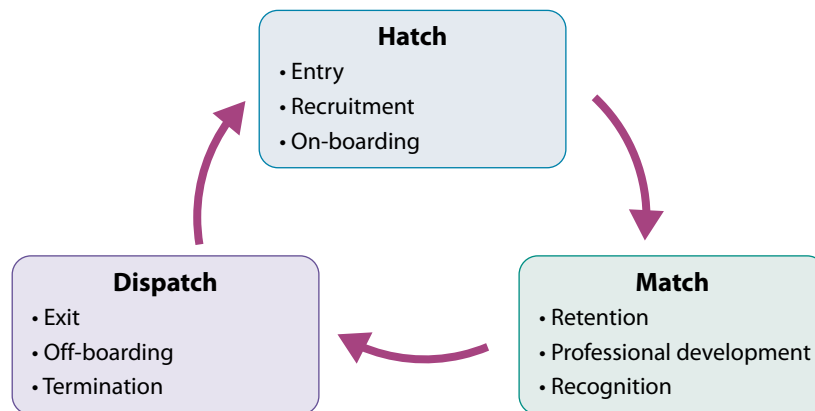 Hatch
• Entry
• Recruitment
• On-boarding
Dispatch
• Exit
• Off-boarding
• Termination
Match
• Retention
• Professional development
• Recognition